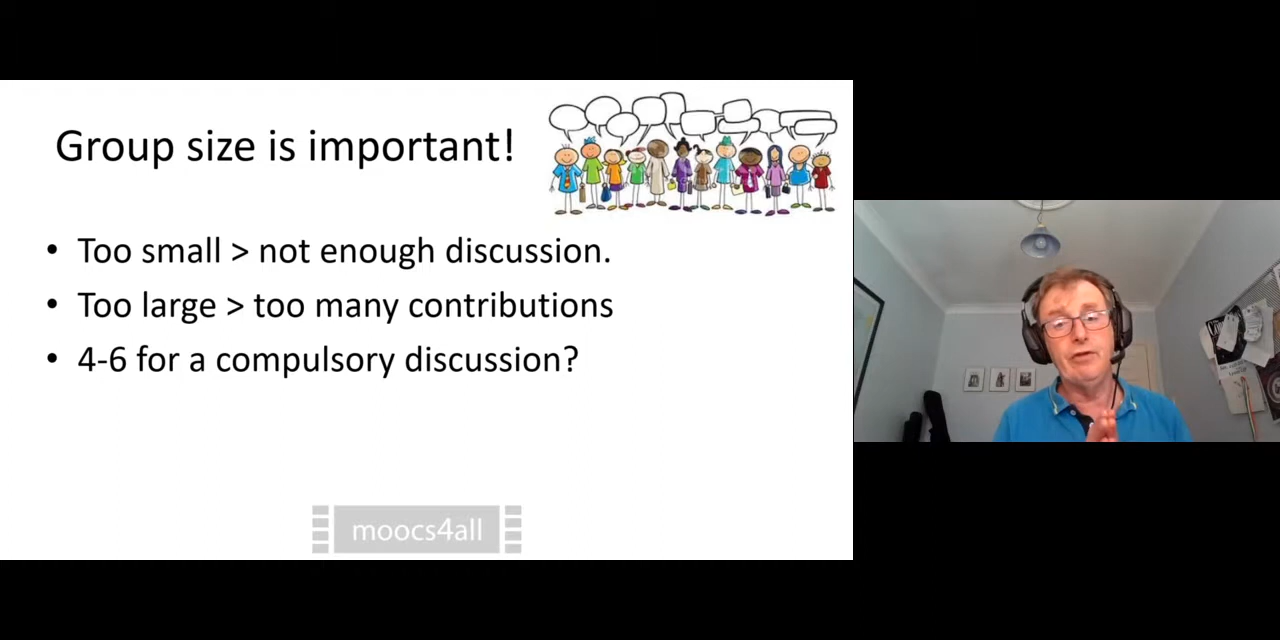 Group size is important!
• Too small > not enough discussion.
• Too large > too many contributions
• 4-6 for a compulsory discussion?
moocs4all